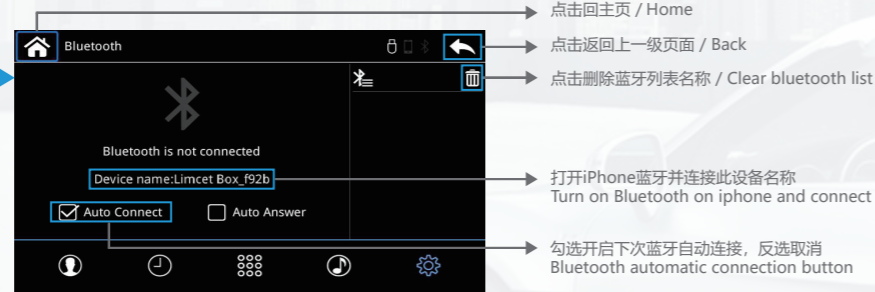 点击回主页 / Home
Bluetooth
点击返回上一级页面 / Back
点击删除蓝牙列表名称 / Clear bluetooth list
Bluetooth is not connected
Device name:Limcet Box_f92b
打开iPhone蓝牙并连接此设备名称
Turn on Bluetooth on iphone and connect
Auto Connect
Auto Answer
勾选开启下次蓝牙自动连接，反选取消
Bluetooth automatic connection button